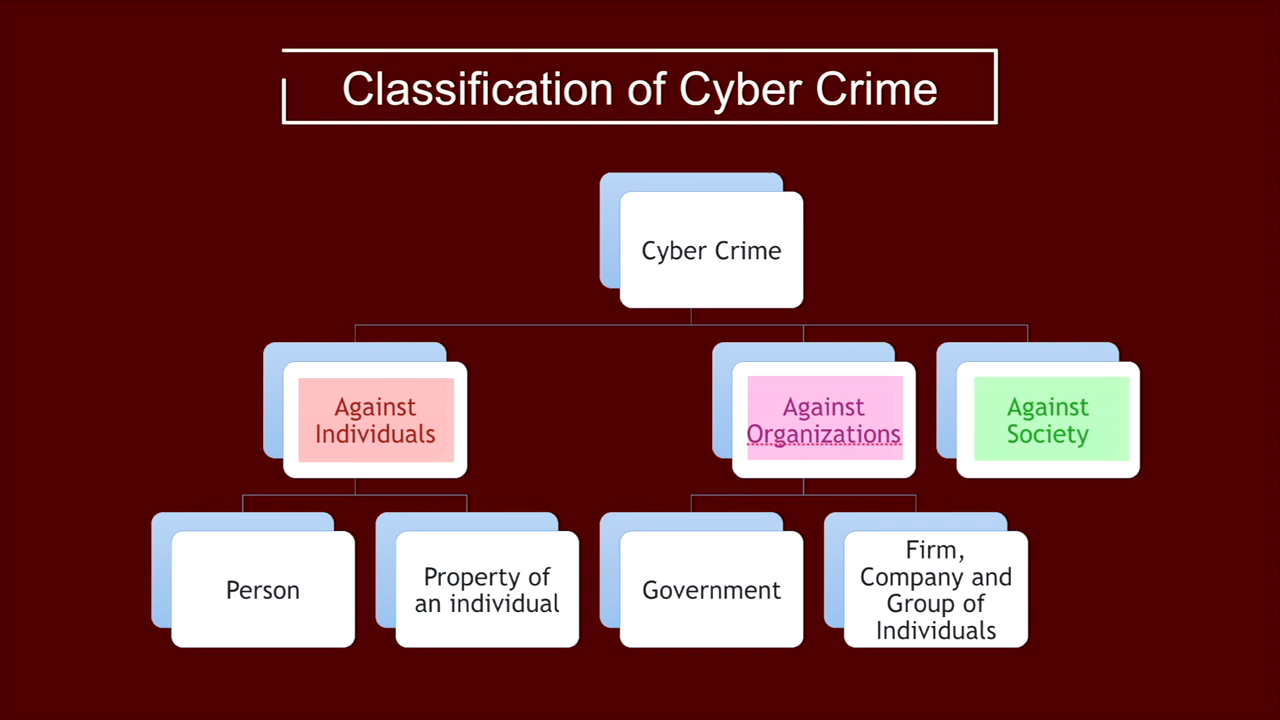 Classification of Cyber Crime
Cyber Crime
Against
Individuals
Against
Organizations
Against
Society
Person
Property of
an individual
Government
Firm,
Company and
Group of
Individuals